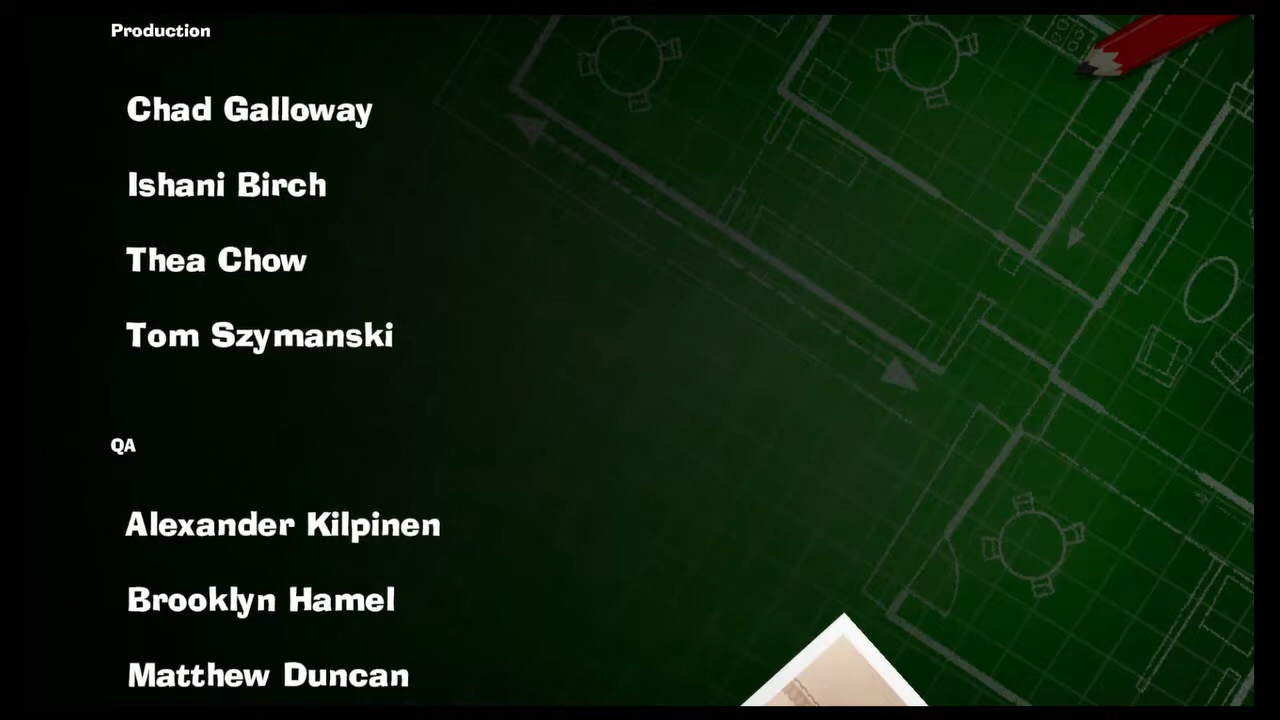 Production
Chad Galloway
Ishani Birch
Thea Chow
Tom Szymanski
QA
Alexander Kilpinen
Brooklyn Hamel
Matthew Duncan